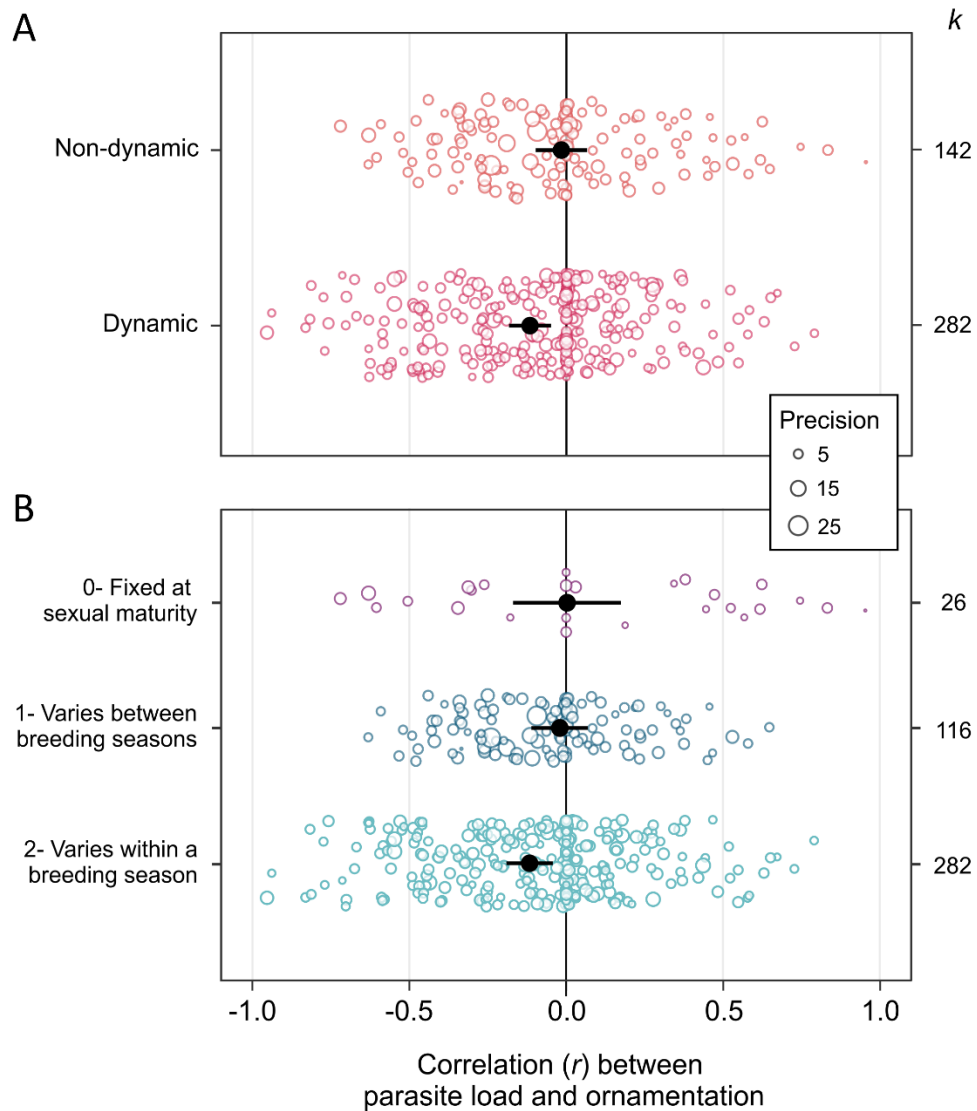 A
k
Non-dynamic
142
Dynamic
282
Precision
5
15
25
B
0- Fixed at
sexual maturity
26
1- Varies between
breeding seasons
116
2- Varies within a
breeding season
282
-1.0 -0.5 0.0 0.5 1.0
Correlation (r) between
parasite load and ornamentation